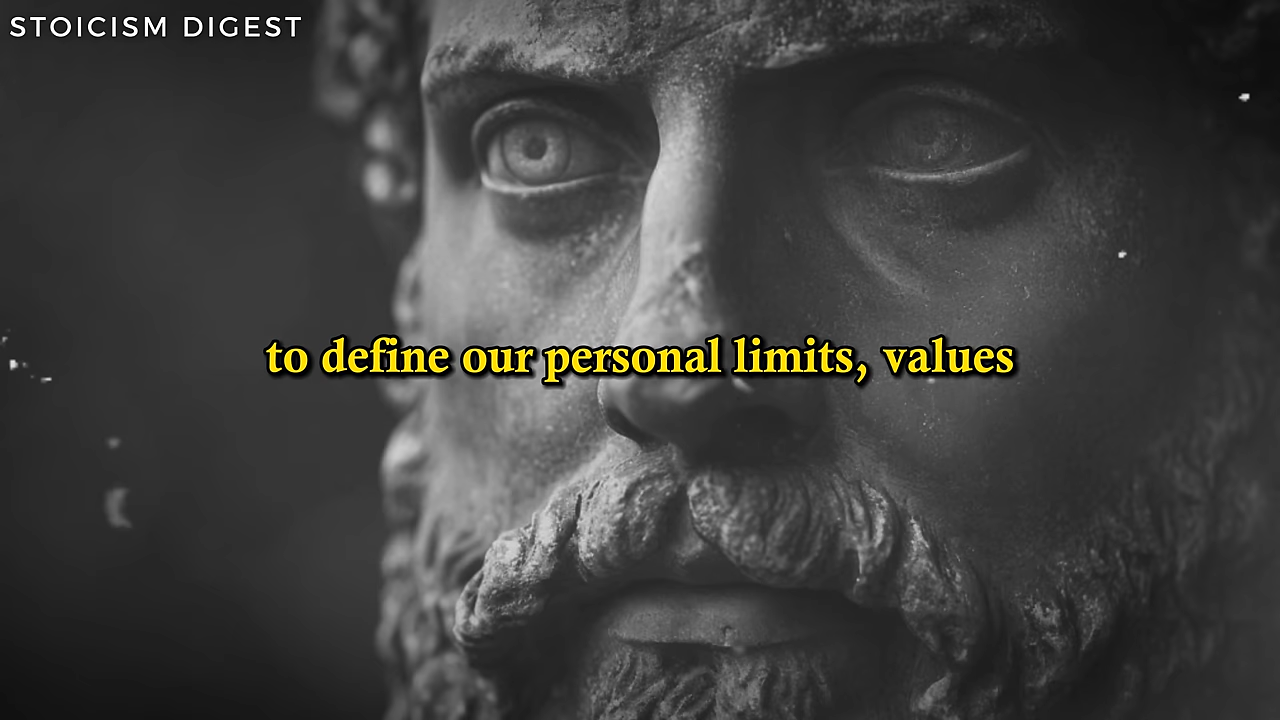 STOICISM DIGEST
to define our personal limits, values